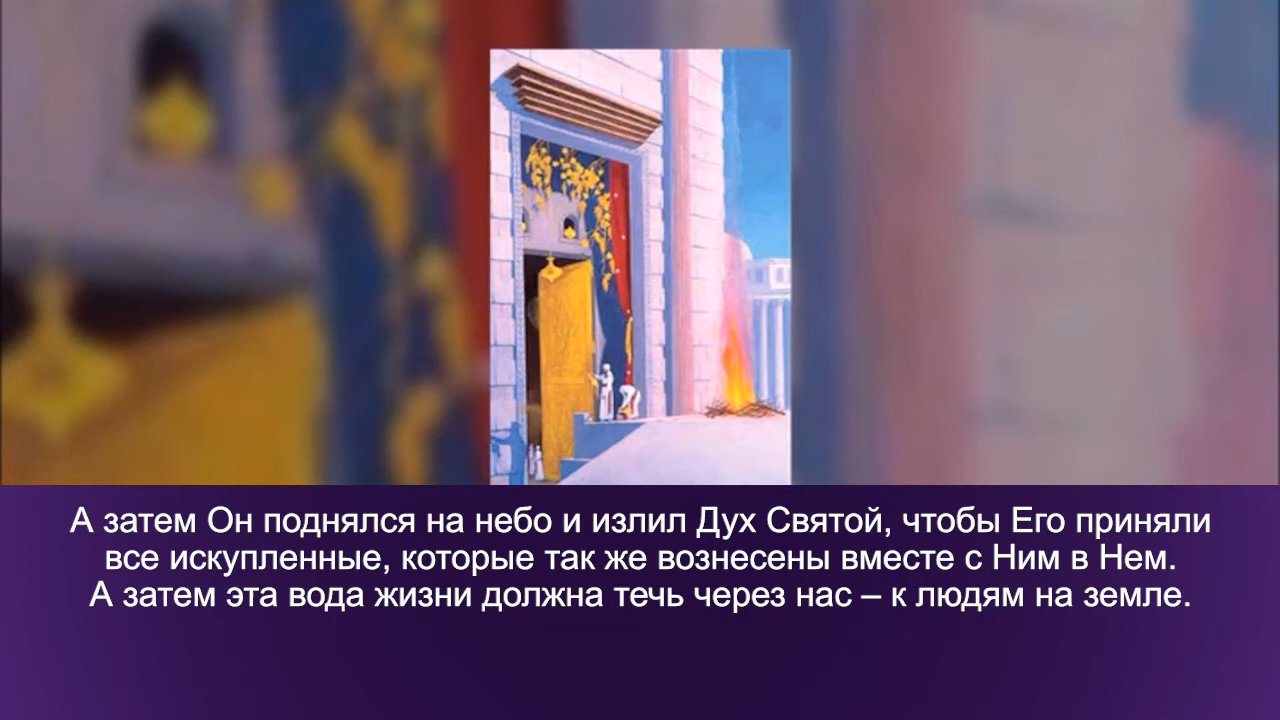 А затем Он поднялся на небо и излил Дух Святой, чтобы Его приняли
все искупленные, которые так же вознесены вместе с Ним в Нем.
А затем эта вода жизни должна течь через нас – к людям на земле.